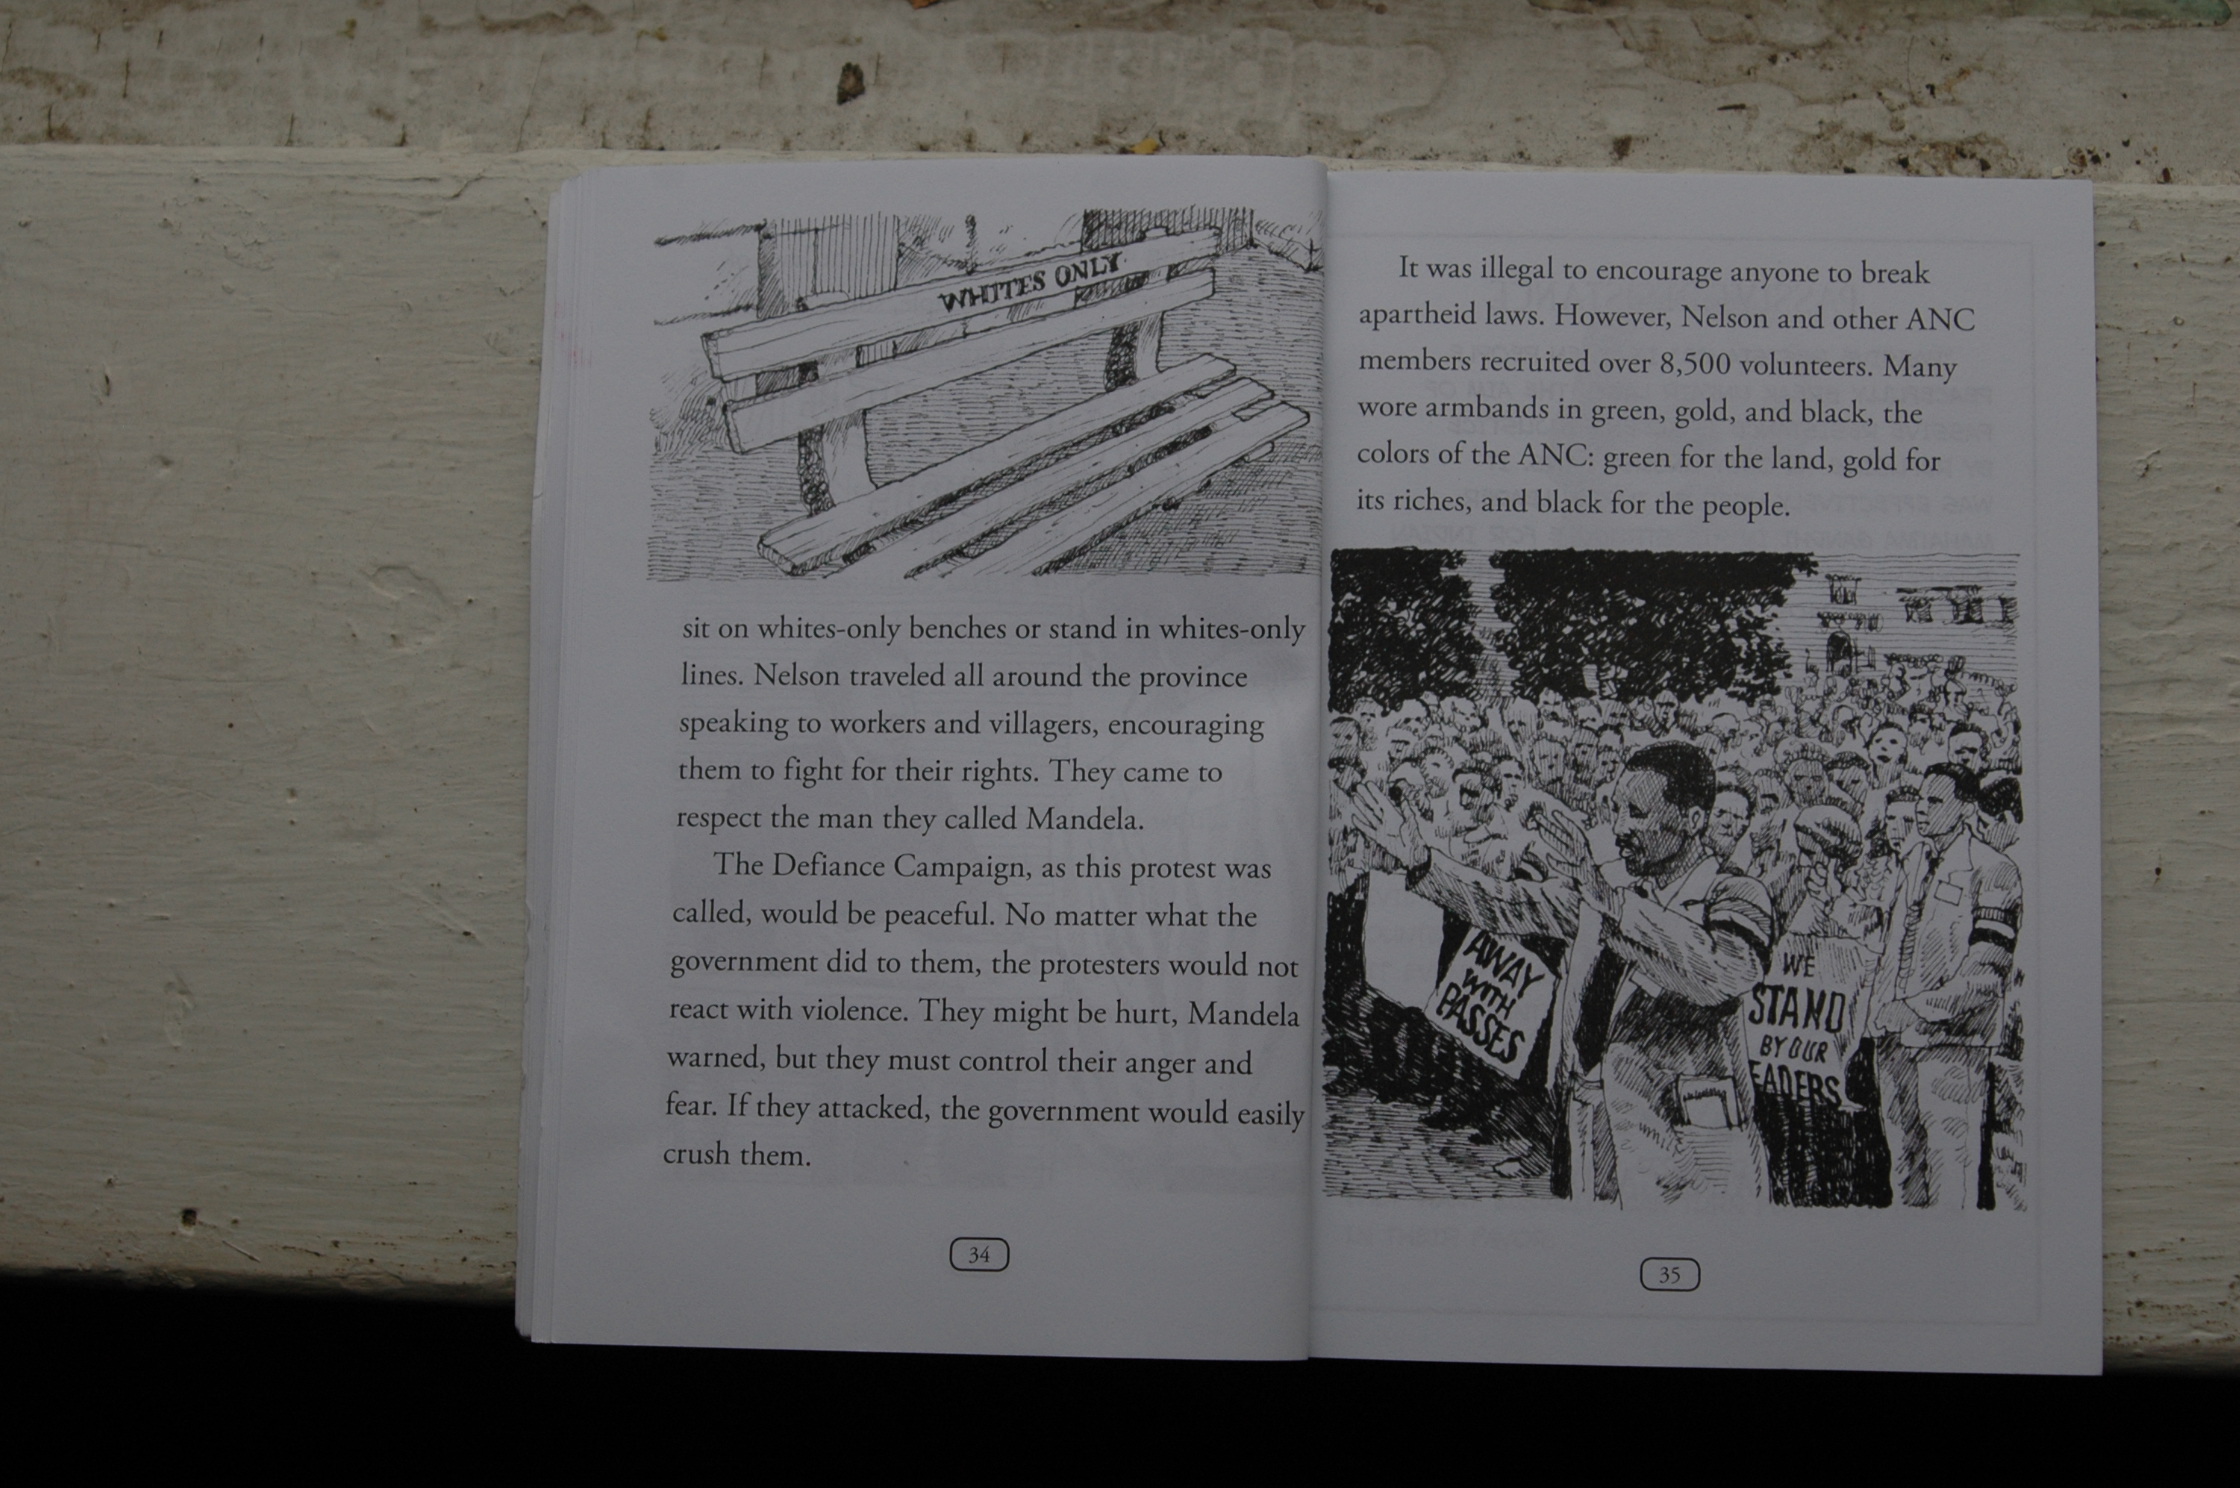 WHITES ONLY
sit on whites-only benches or stand in whites-only
lines. Nelson traveled all around the province
speaking to workers and villagers, encouraging
them to fight for their rights. They came to
respect the man they called Mandela.
The Defiance Campaign, as this protest was
called, would be peaceful. No matter what the
government did to them, the protesters would not
react with violence. They might be hurt, Mandela
warned, but they must control their anger and
fear. If they attacked, the government would easily
crush them.
34
It was illegal to encourage anyone to break
apartheid laws. However, Nelson and other ANC
members recruited over 8,500 volunteers. Many
wore armbands in green, gold, and black, the
colors of the ANC: green for the land, gold for
its riches, and black for the people.
AWAY
WITH
PASSES
WE
STAND
BY OUR
EADERS
35